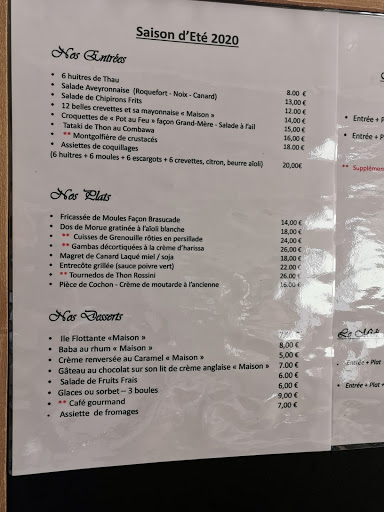 Saison d'Eté 2020
Nos Entrées
• 6 huitres de Thau 8.00 €
• Salade Aveyronnaise (Roquefort - Noix - Canard) 13,00 €
• Salade de Chipirons Frits 12.00 €
• 12 belles crevettes et sa mayonnaise « Maison » 14,00 €
• Croquettes de « Pot au Feu » façon Grand-Mère - Salade à l'ail 15,00 €
• Tataki de Thon au Combawa 16,00 €
• ** Montgolfière de crustacés 18.00 €
• Assiettes de coquillages
(6 huitres + 6 moules + 6 escargots + 6 crevettes, citron, beurre aïoli) 20,00€
Nos Plats
• Fricassée de Moules Façon Brasucade 14,00 €
• Dos de Morue gratinée à l'aïoli blanche 18,00 €
• ** Cuisses de Grenouille rôties en persillade 24,00 €
• ** Gambas décortiquées à la crème d'harissa 26,00 €
• Magret de Canard Laqué miel / soja 18,00 €
• Entrecôte grillée (sauce poivre vert) 22.00 €
• ** Tournedos de Thon Rossini 26.00 €
• Pièce de Cochon - Crème de moutarde à l'ancienne 16.00 €
Nos Desserts
• Ile Flottante «Maison »
• Baba au rhum « Maison » 8,00 €
• Crème renversée au Caramel « Maison » 5,00 €
• Gâteau au chocolat sur son lit de crème anglaise « Maison » 7.00 €
• Salade de Fruits Frais 6.00 €
• Glaces ou sorbet – 3 boules 6,00 €
• ** Café gourmand 9,00 €
• Assiette de fromages 7,00 €
• Entrée +
• Entrée +
** Supplémen
Le
• Entrée + Plat
• Entrée + Plat